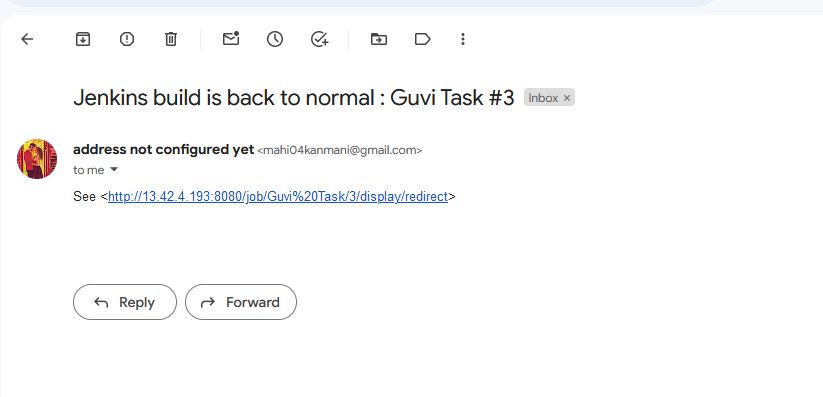 Jenkins build is back to normal : Guvi Task #3 Inbox ×
address not configured yet <mahi04kanmani@gmail.com>
to me
See <http://13.42.4.193:8080/job/Guvi%20Task/3/display/redirect>
Reply Forward